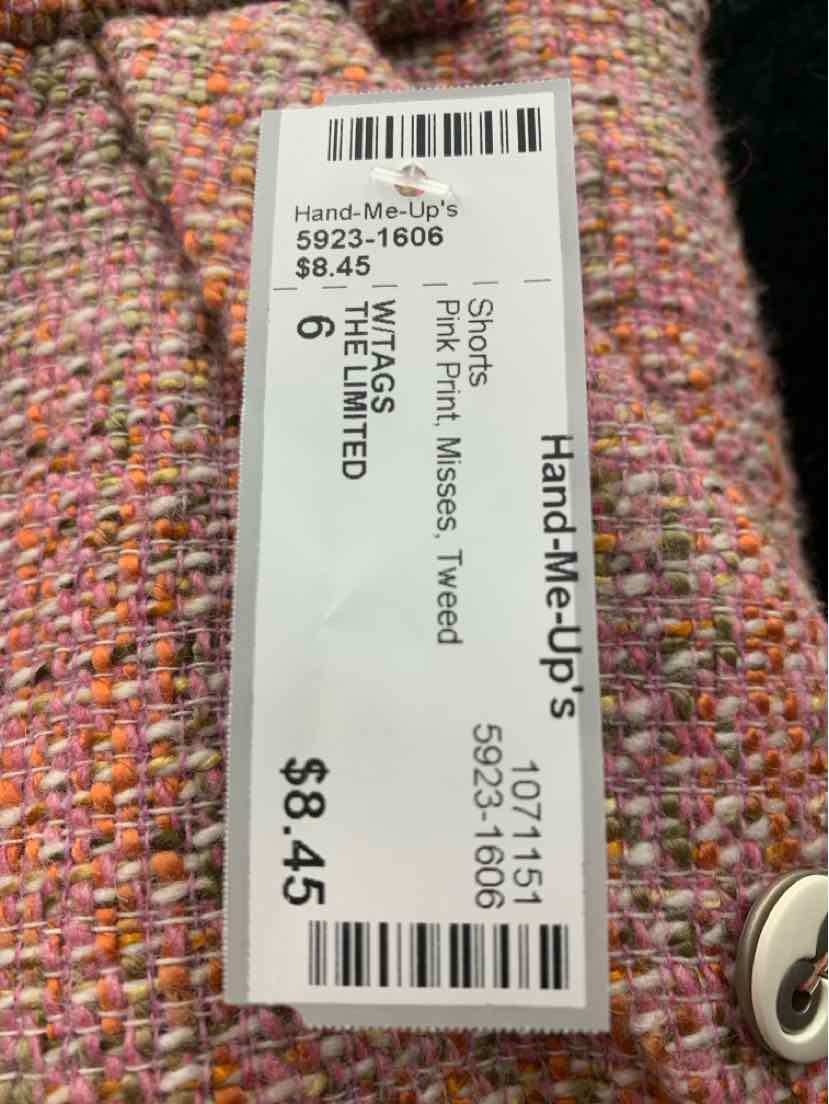 Hand-Me-Up's
5923-1606
$8.45
Hand-Me-Up's
1071151
5923-1606
Shorts
Pink Print, Misses, Tweed
W/TAGS
THE LIMITED
6
$8.45